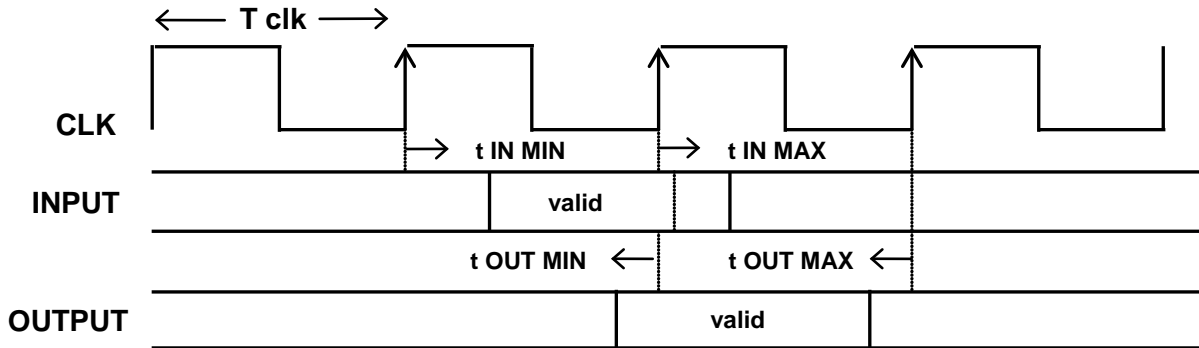 T clk
CLK
t IN MIN t IN MAX
INPUT valid
t OUT MIN t OUT MAX
OUTPUT valid